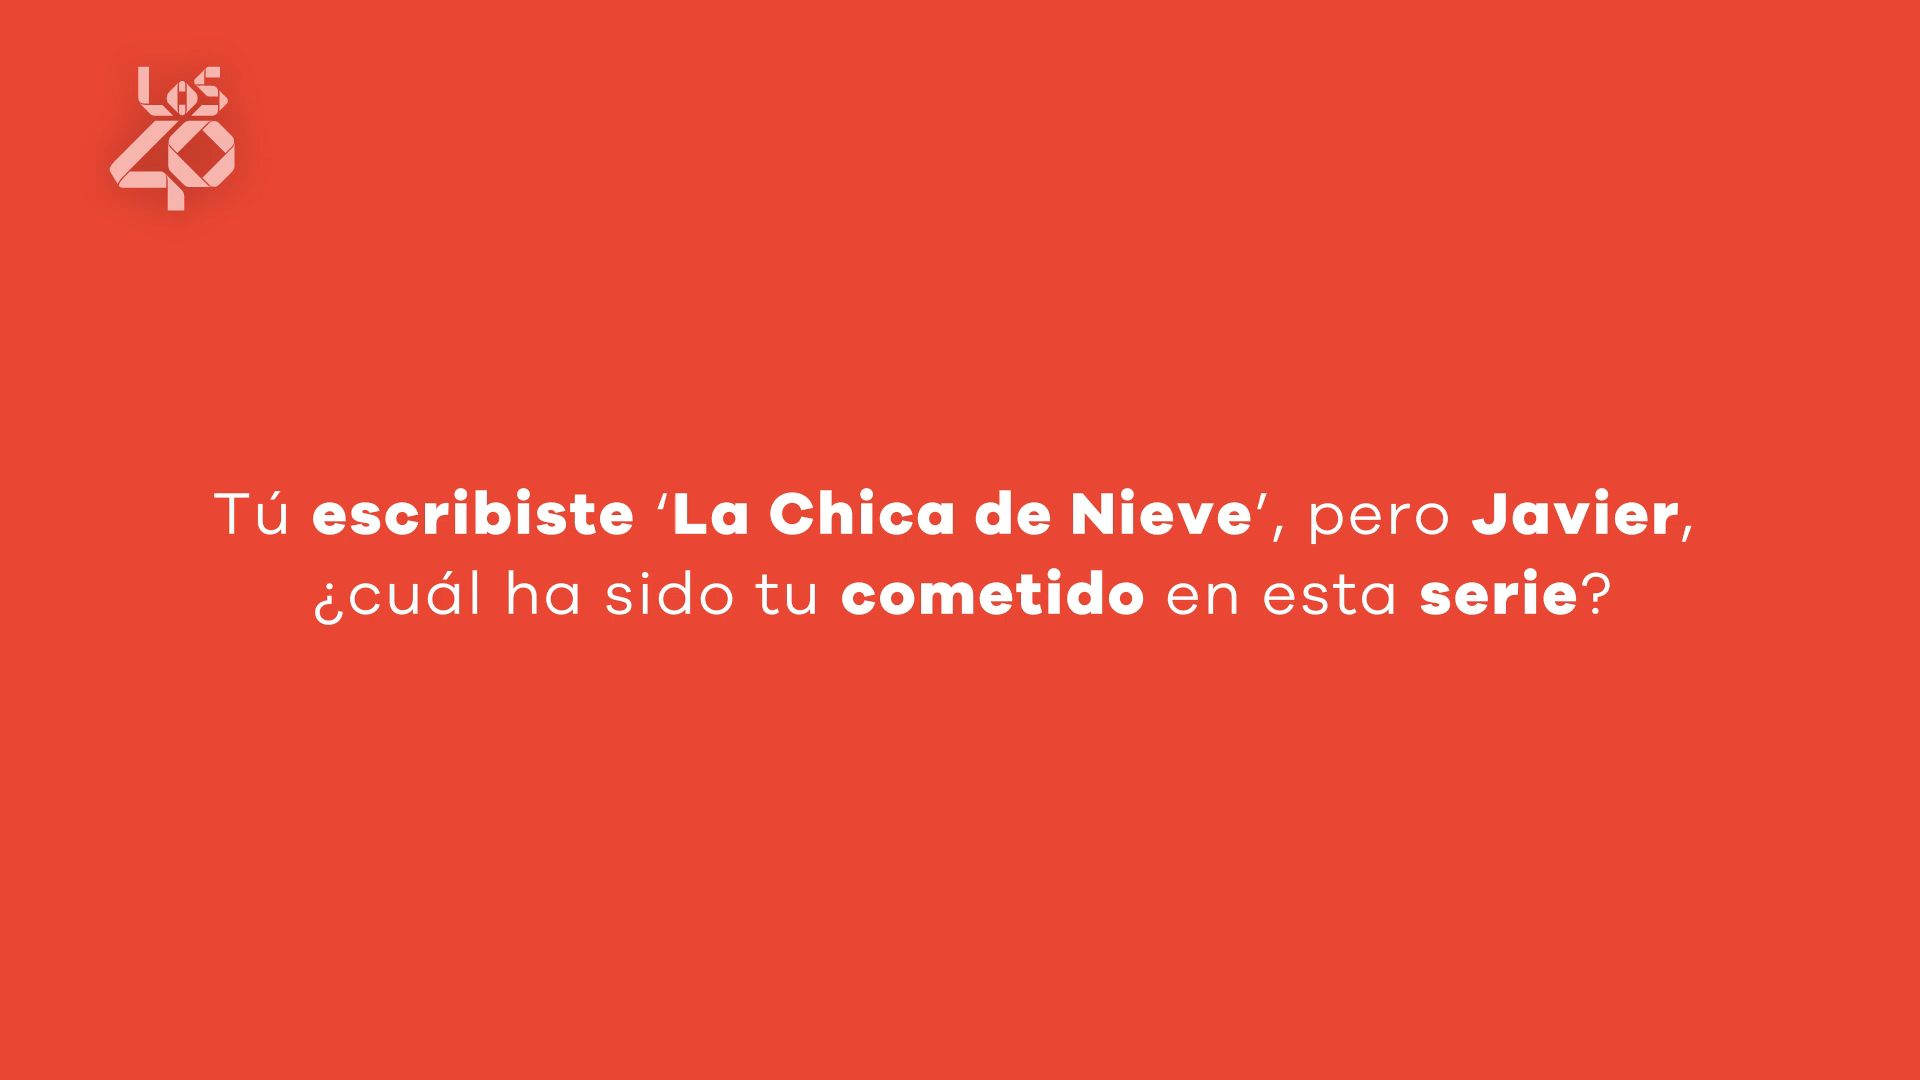 LOS
40
Tú escribiste ‘La Chica de Nieve’, pero Javier,
¿cuál ha sido tu cometido en esta serie?